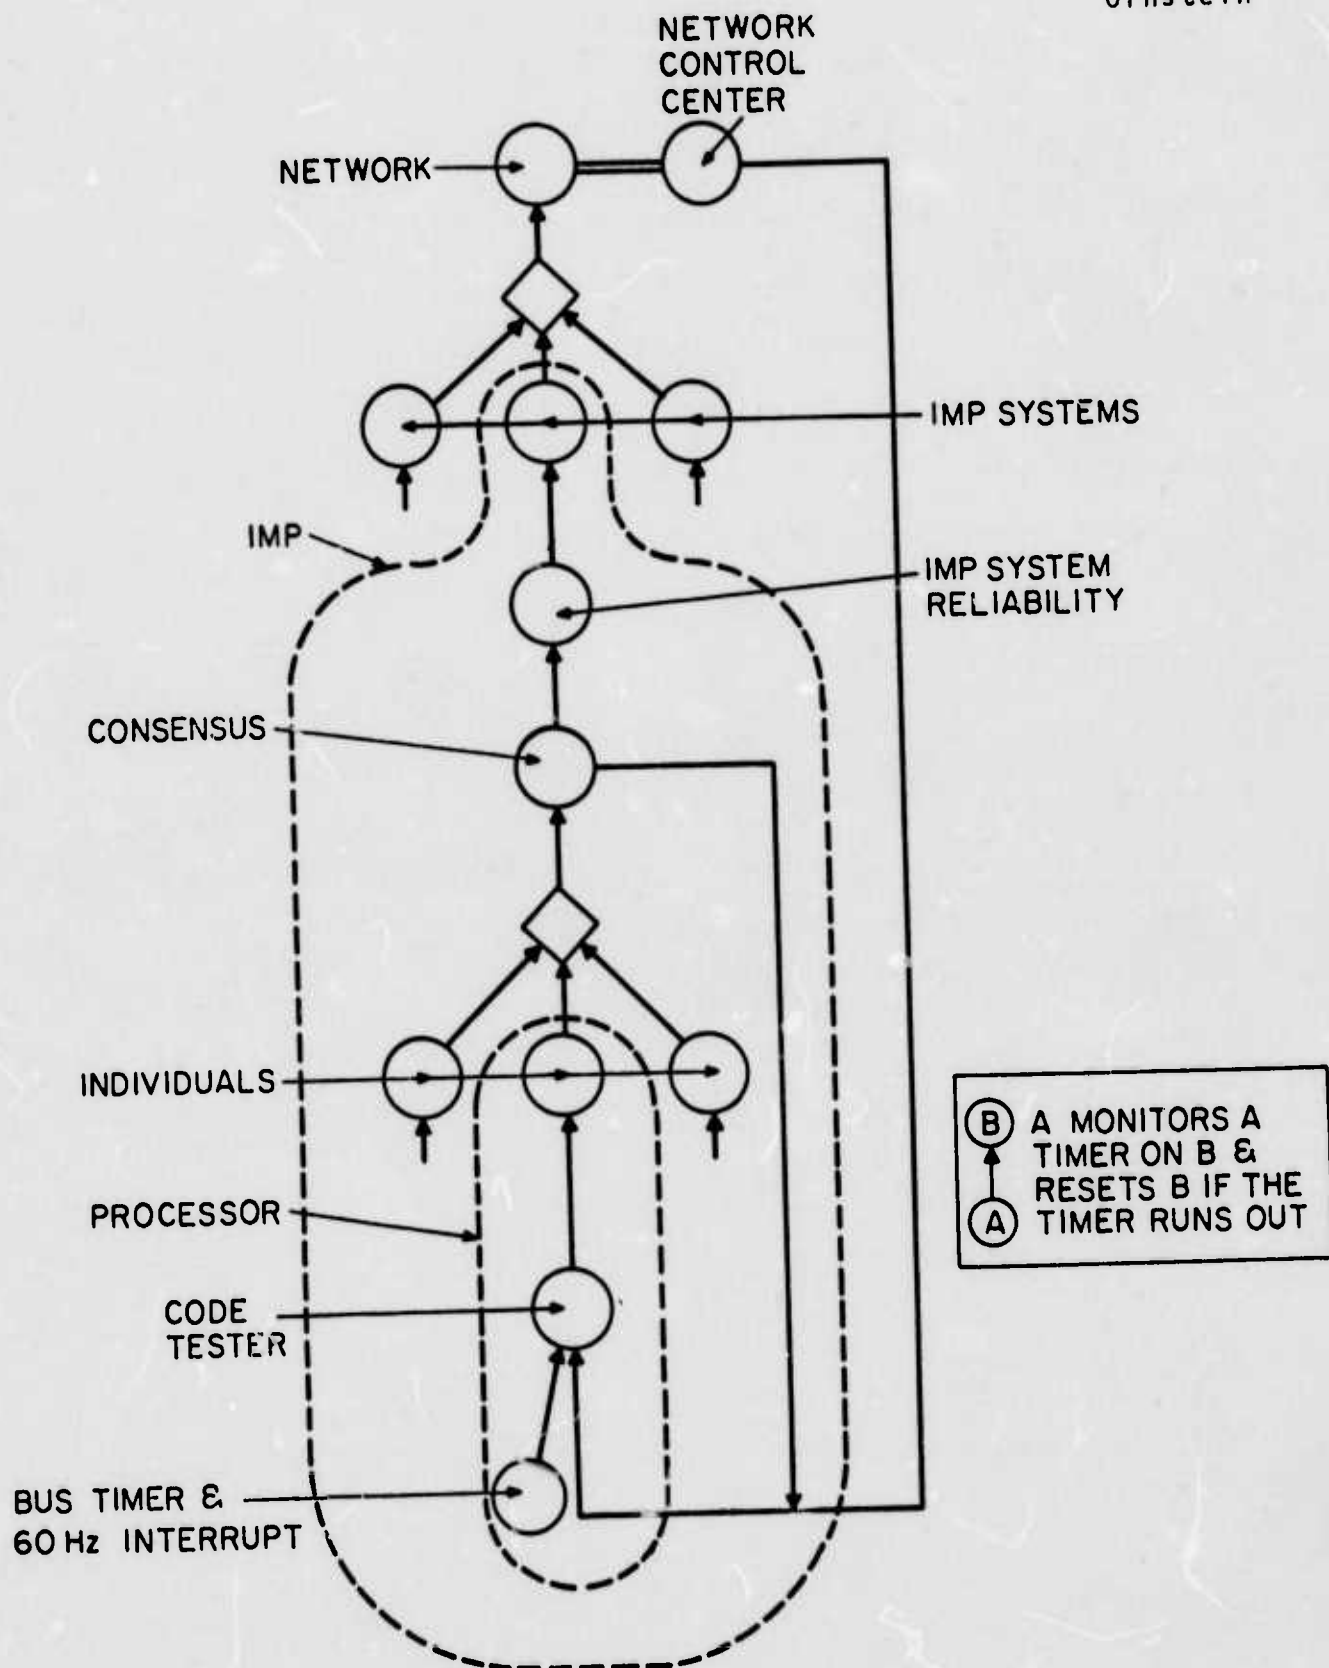 NETWORK
CONTROL
CENTER
NETWORK
IMP SYSTEMS
IMP
IMP SYSTEM
RELIABILITY
CONSENSUS
INDIVIDUALS
B A MONITORS A
TIMER ON B &
RESETS B IF THE
A TIMER RUNS OUT
PROCESSOR
CODE
TESTER
BUS TIMER &
60 Hz INTERRUPT